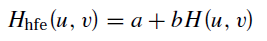 H_hfe(u, v) = a + bH(u, v)